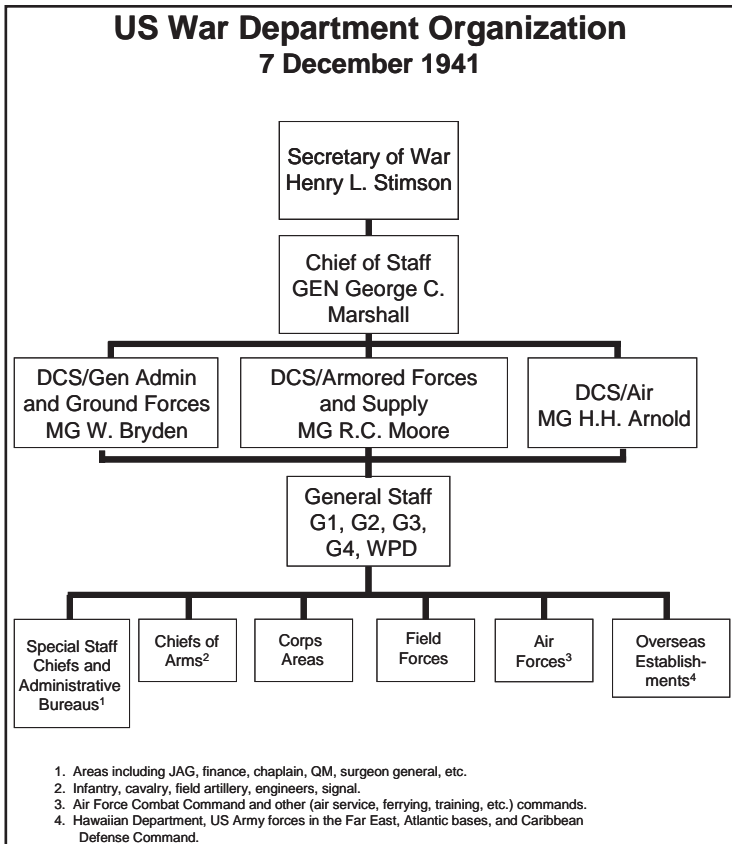 US War Department Organization
7 December 1941
Secretary of War
Henry L. Stimson
Chief of Staff
GEN George C.
Marshall
DCS/Gen Admin
and Ground Forces
MG W. Bryden
DCS/Armored Forces
and Supply
MG R.C. Moore
DCS/Air
MG H.H. Arnold
General Staff
G1, G2, G3,
G4, WPD
Special Staff
Chiefs and
Administrative
Bureaus¹
Chiefs of
Arms²
Corps
Areas
Field
Forces
Air
Forces³
Overseas
Establish-
ments⁴
1. Areas including JAG, finance, chaplain, QM, surgeon general, etc.
2. Infantry, cavalry, field artillery, engineers, signal.
3. Air Force Combat Command and other (air service, ferrying, training, etc.) commands.
4. Hawaiian Department, US Army forces in the Far East, Atlantic bases, and Caribbean
Defense Command.